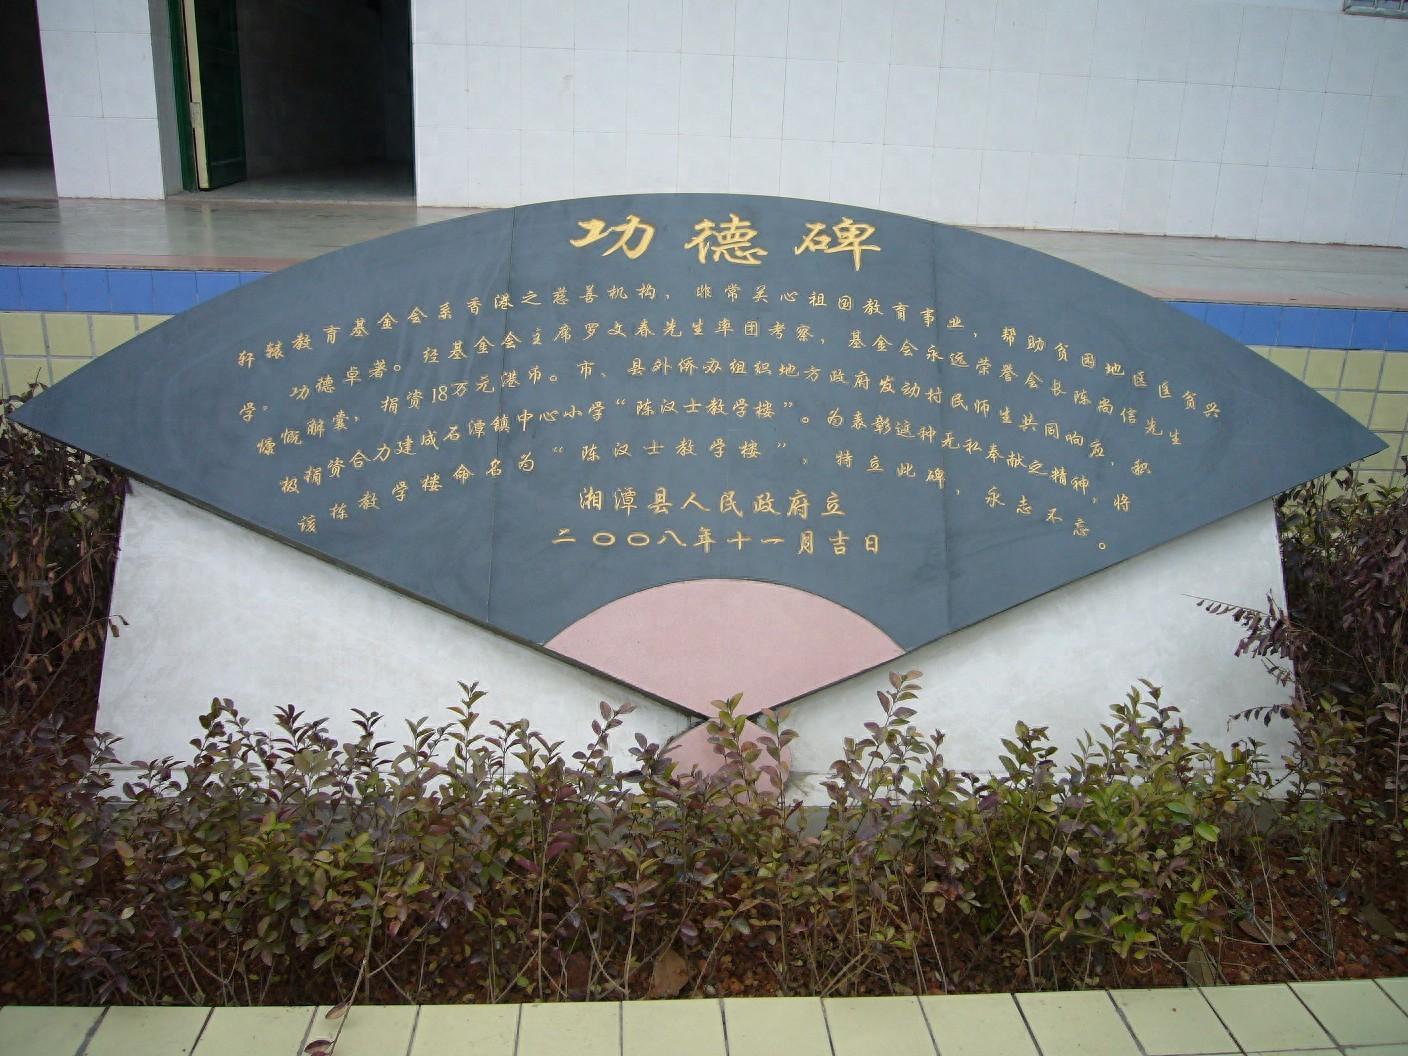 功德碑
轩辕教育基金会系香港之慈善机构，非常关心祖国教育事业，帮助贫困地区医贫兴
学，功德卓著。经基金会主席罗文春先生率团考察，基金会永远荣誉会长陈尚信先生
慷慨解囊，捐资18万元港币。市、县外侨办组织地方政府发动村民师生共同响应，积
极捐资合力建成石潭镇中心小学“陈汉士教学楼”。为表彰这种无私奉献之精神，将
该栋教学楼命名为“陈汉士教学楼”，特立此碑，永志不忘。
湘潭县人民政府立
二〇〇八年十一月吉日